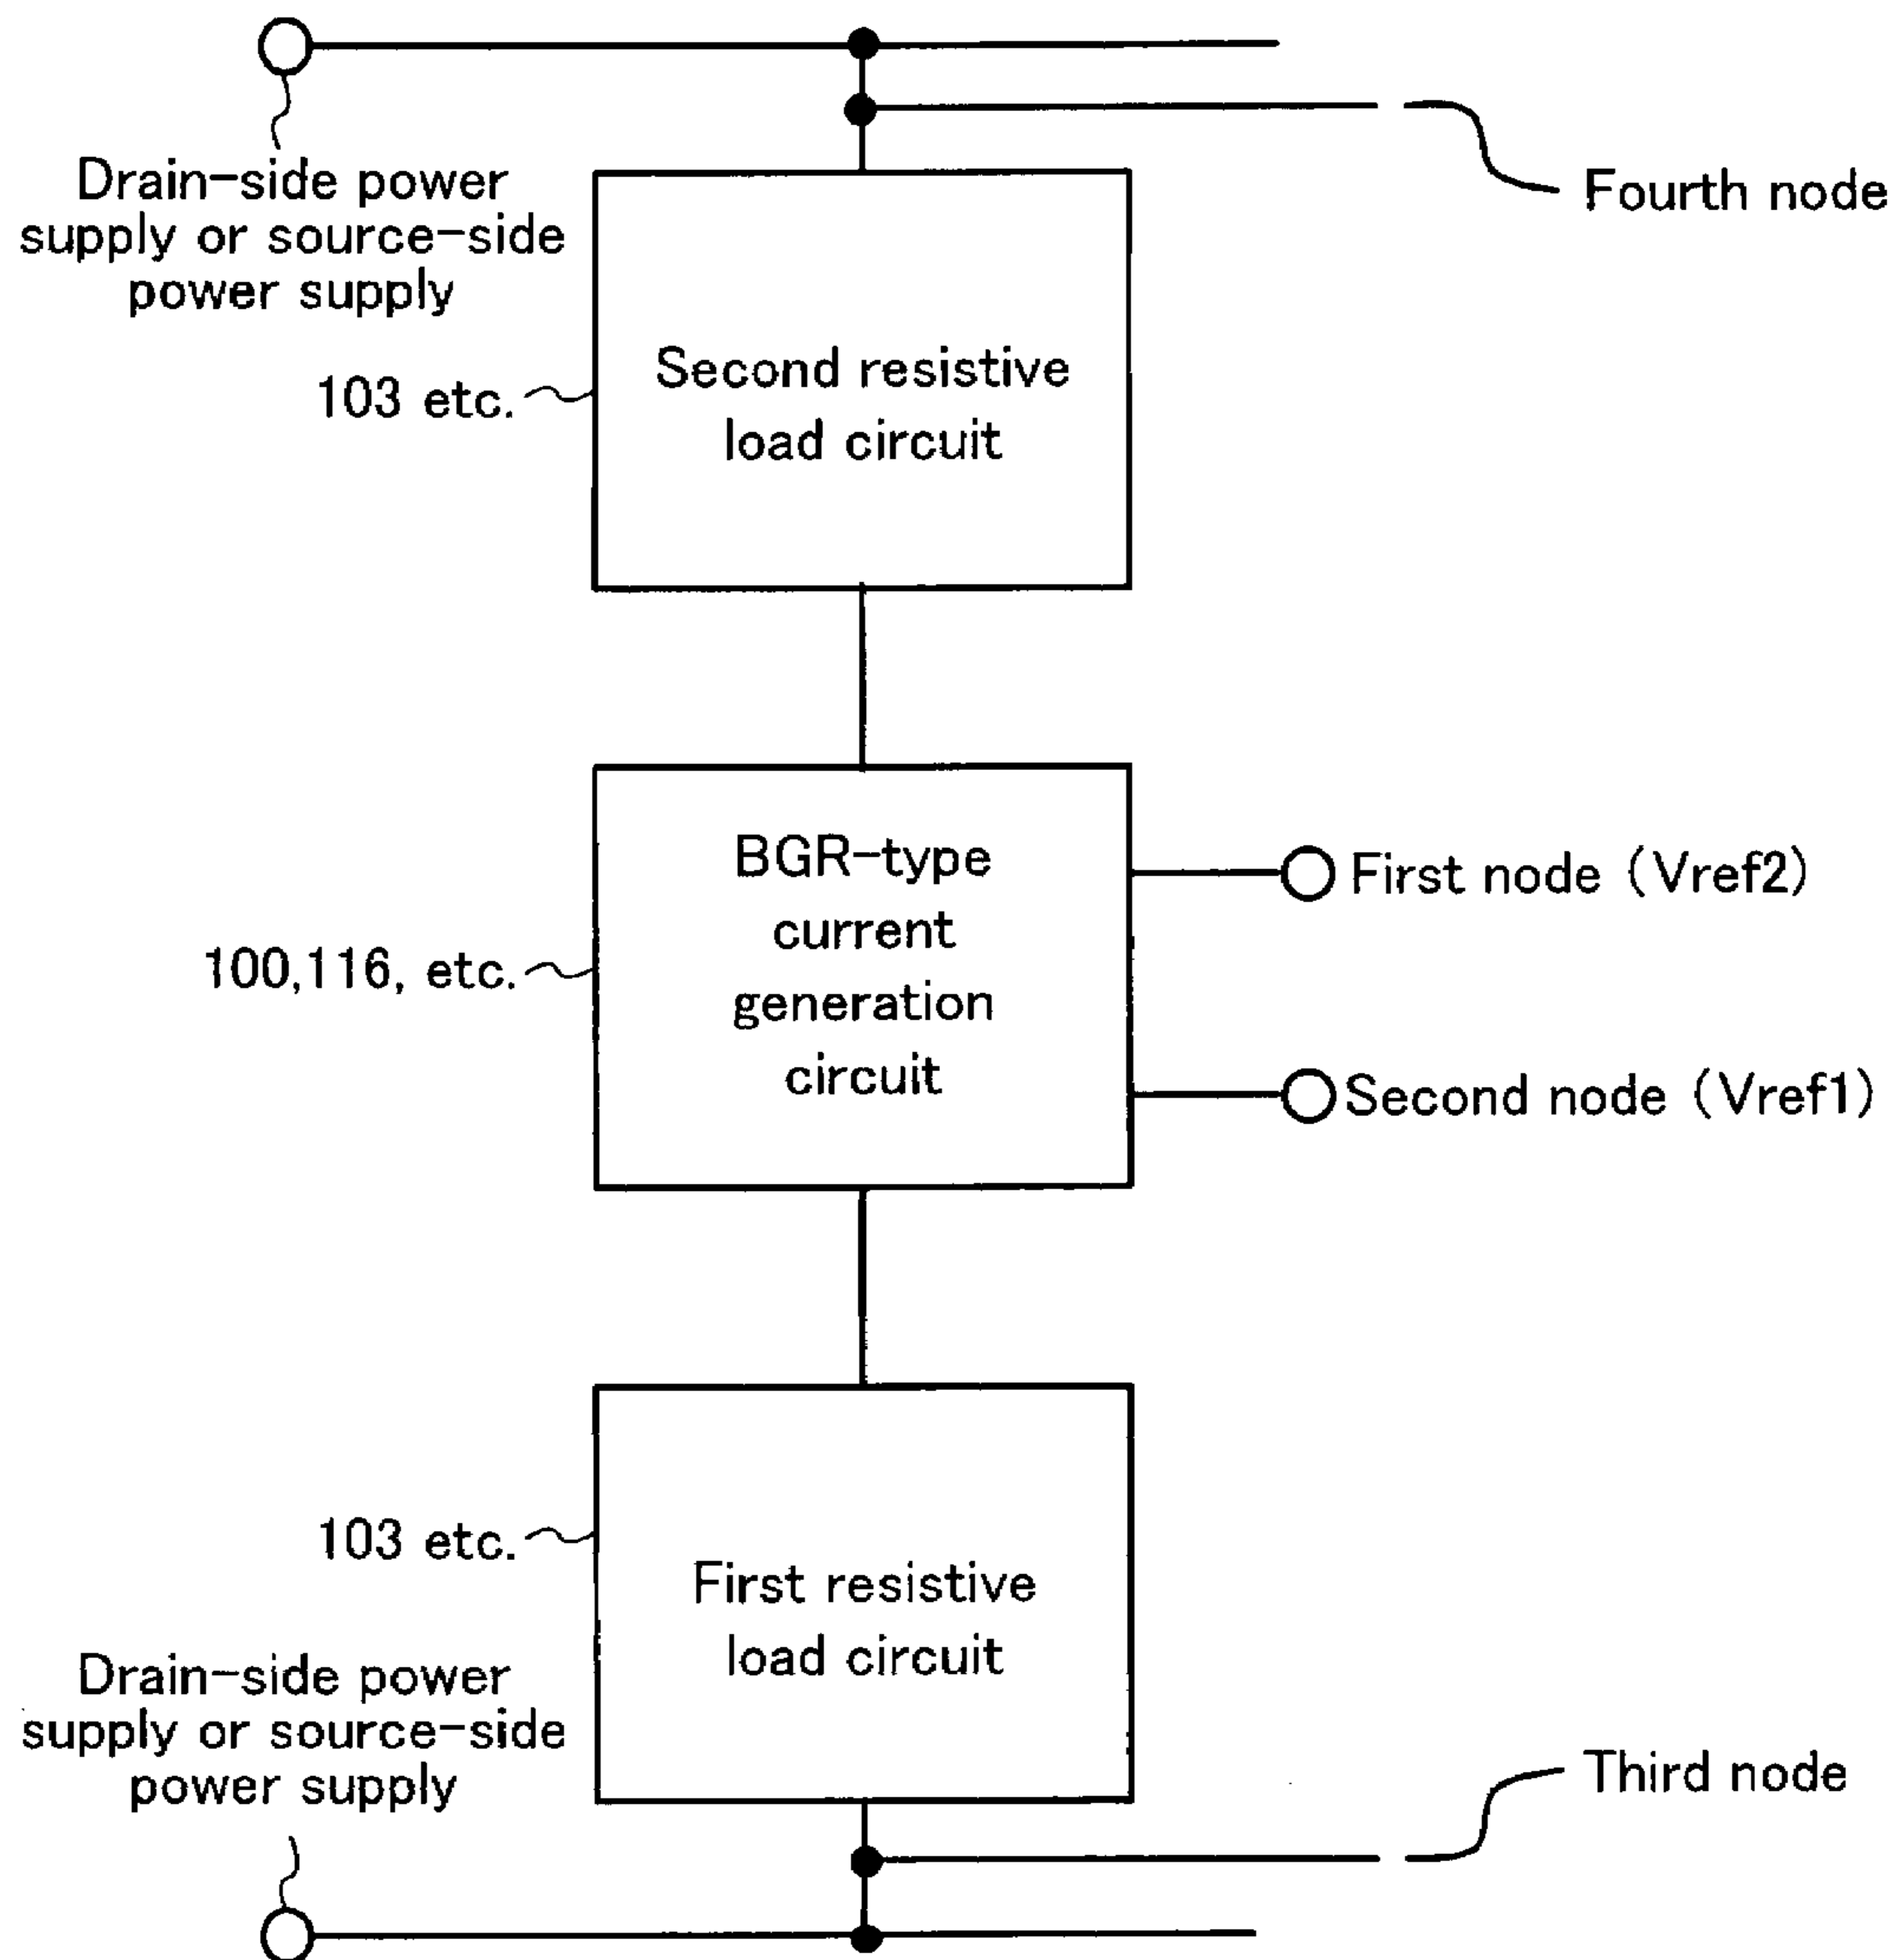 Drain-side power
supply or source-side
power supply
Fourth node
103 etc.
Second resistive
load circuit
BGR-type
current
generation
circuit
100,116, etc.
First node (Vref2)
Second node (Vref1)
103 etc.
First resistive
load circuit
Drain-side power
supply or source-side
power supply
Third node